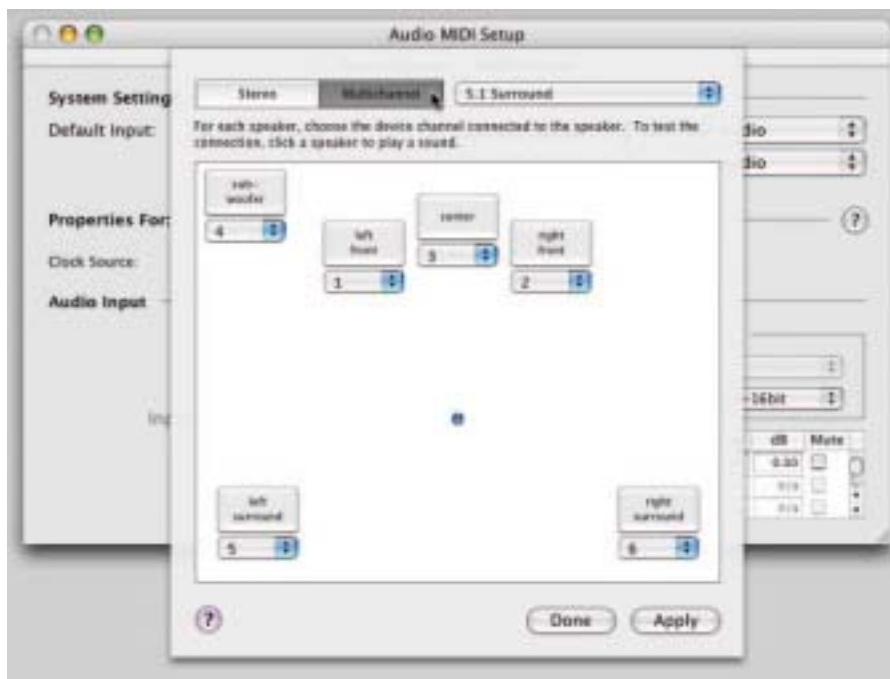 Audio MIDI Setup
System Setting
Default Input:
Properties For:
Clock Source:
Audio Input
Stereo
Multichannel
5.1 Surround
For each speaker, choose the device channel connected to the speaker. To test the
connection, click a speaker to play a sound.
sub-
woofer
4
left
front
1
center
3
right
front
2
left
surround
5
right
surround
6
?
Done
Apply
dio
dio
?
-16bit
dB
Mute
0.00
n/a
n/a